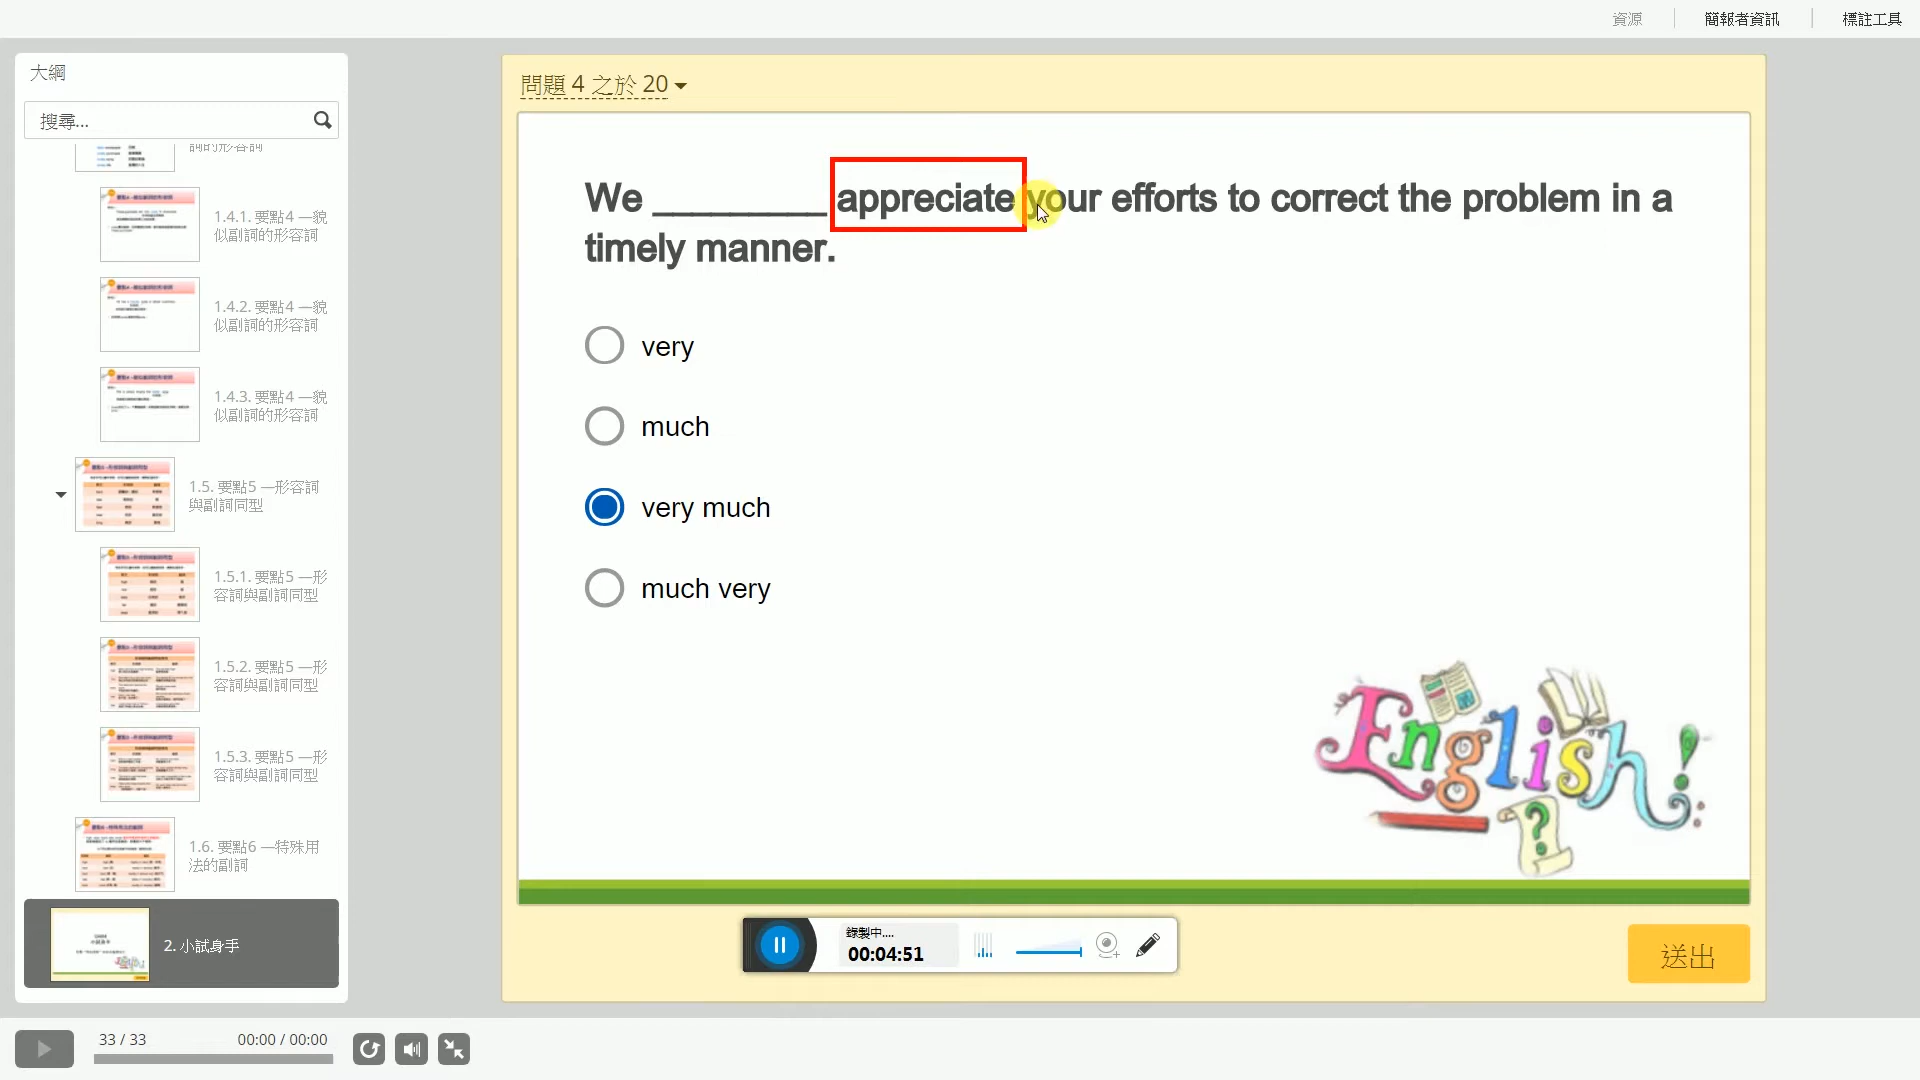 資源
簡報者資訊
標註工具
大綱
搜尋...
詞的形容詞
1.4.1. 要點4 —貌
似副詞的形容詞
1.4.2. 要點4 —貌
似副詞的形容詞
1.4.3. 要點4 —貌
似副詞的形容詞
1.5. 要點5 —形容詞
與副詞同型
1.5.1. 要點5 —形
容詞與副詞同型
1.5.2. 要點5 —形
容詞與副詞同型
1.5.3. 要點5 —形
容詞與副詞同型
1.6. 要點6 —特殊用
法的副詞
2. 小試身手
問題 4 之於 20
We _________ appreciate your efforts to correct the problem in a
timely manner.
very
much
very much
much very
English!
?
錄製中....
00:04:51
送出
33 / 33
00:00 / 00:00